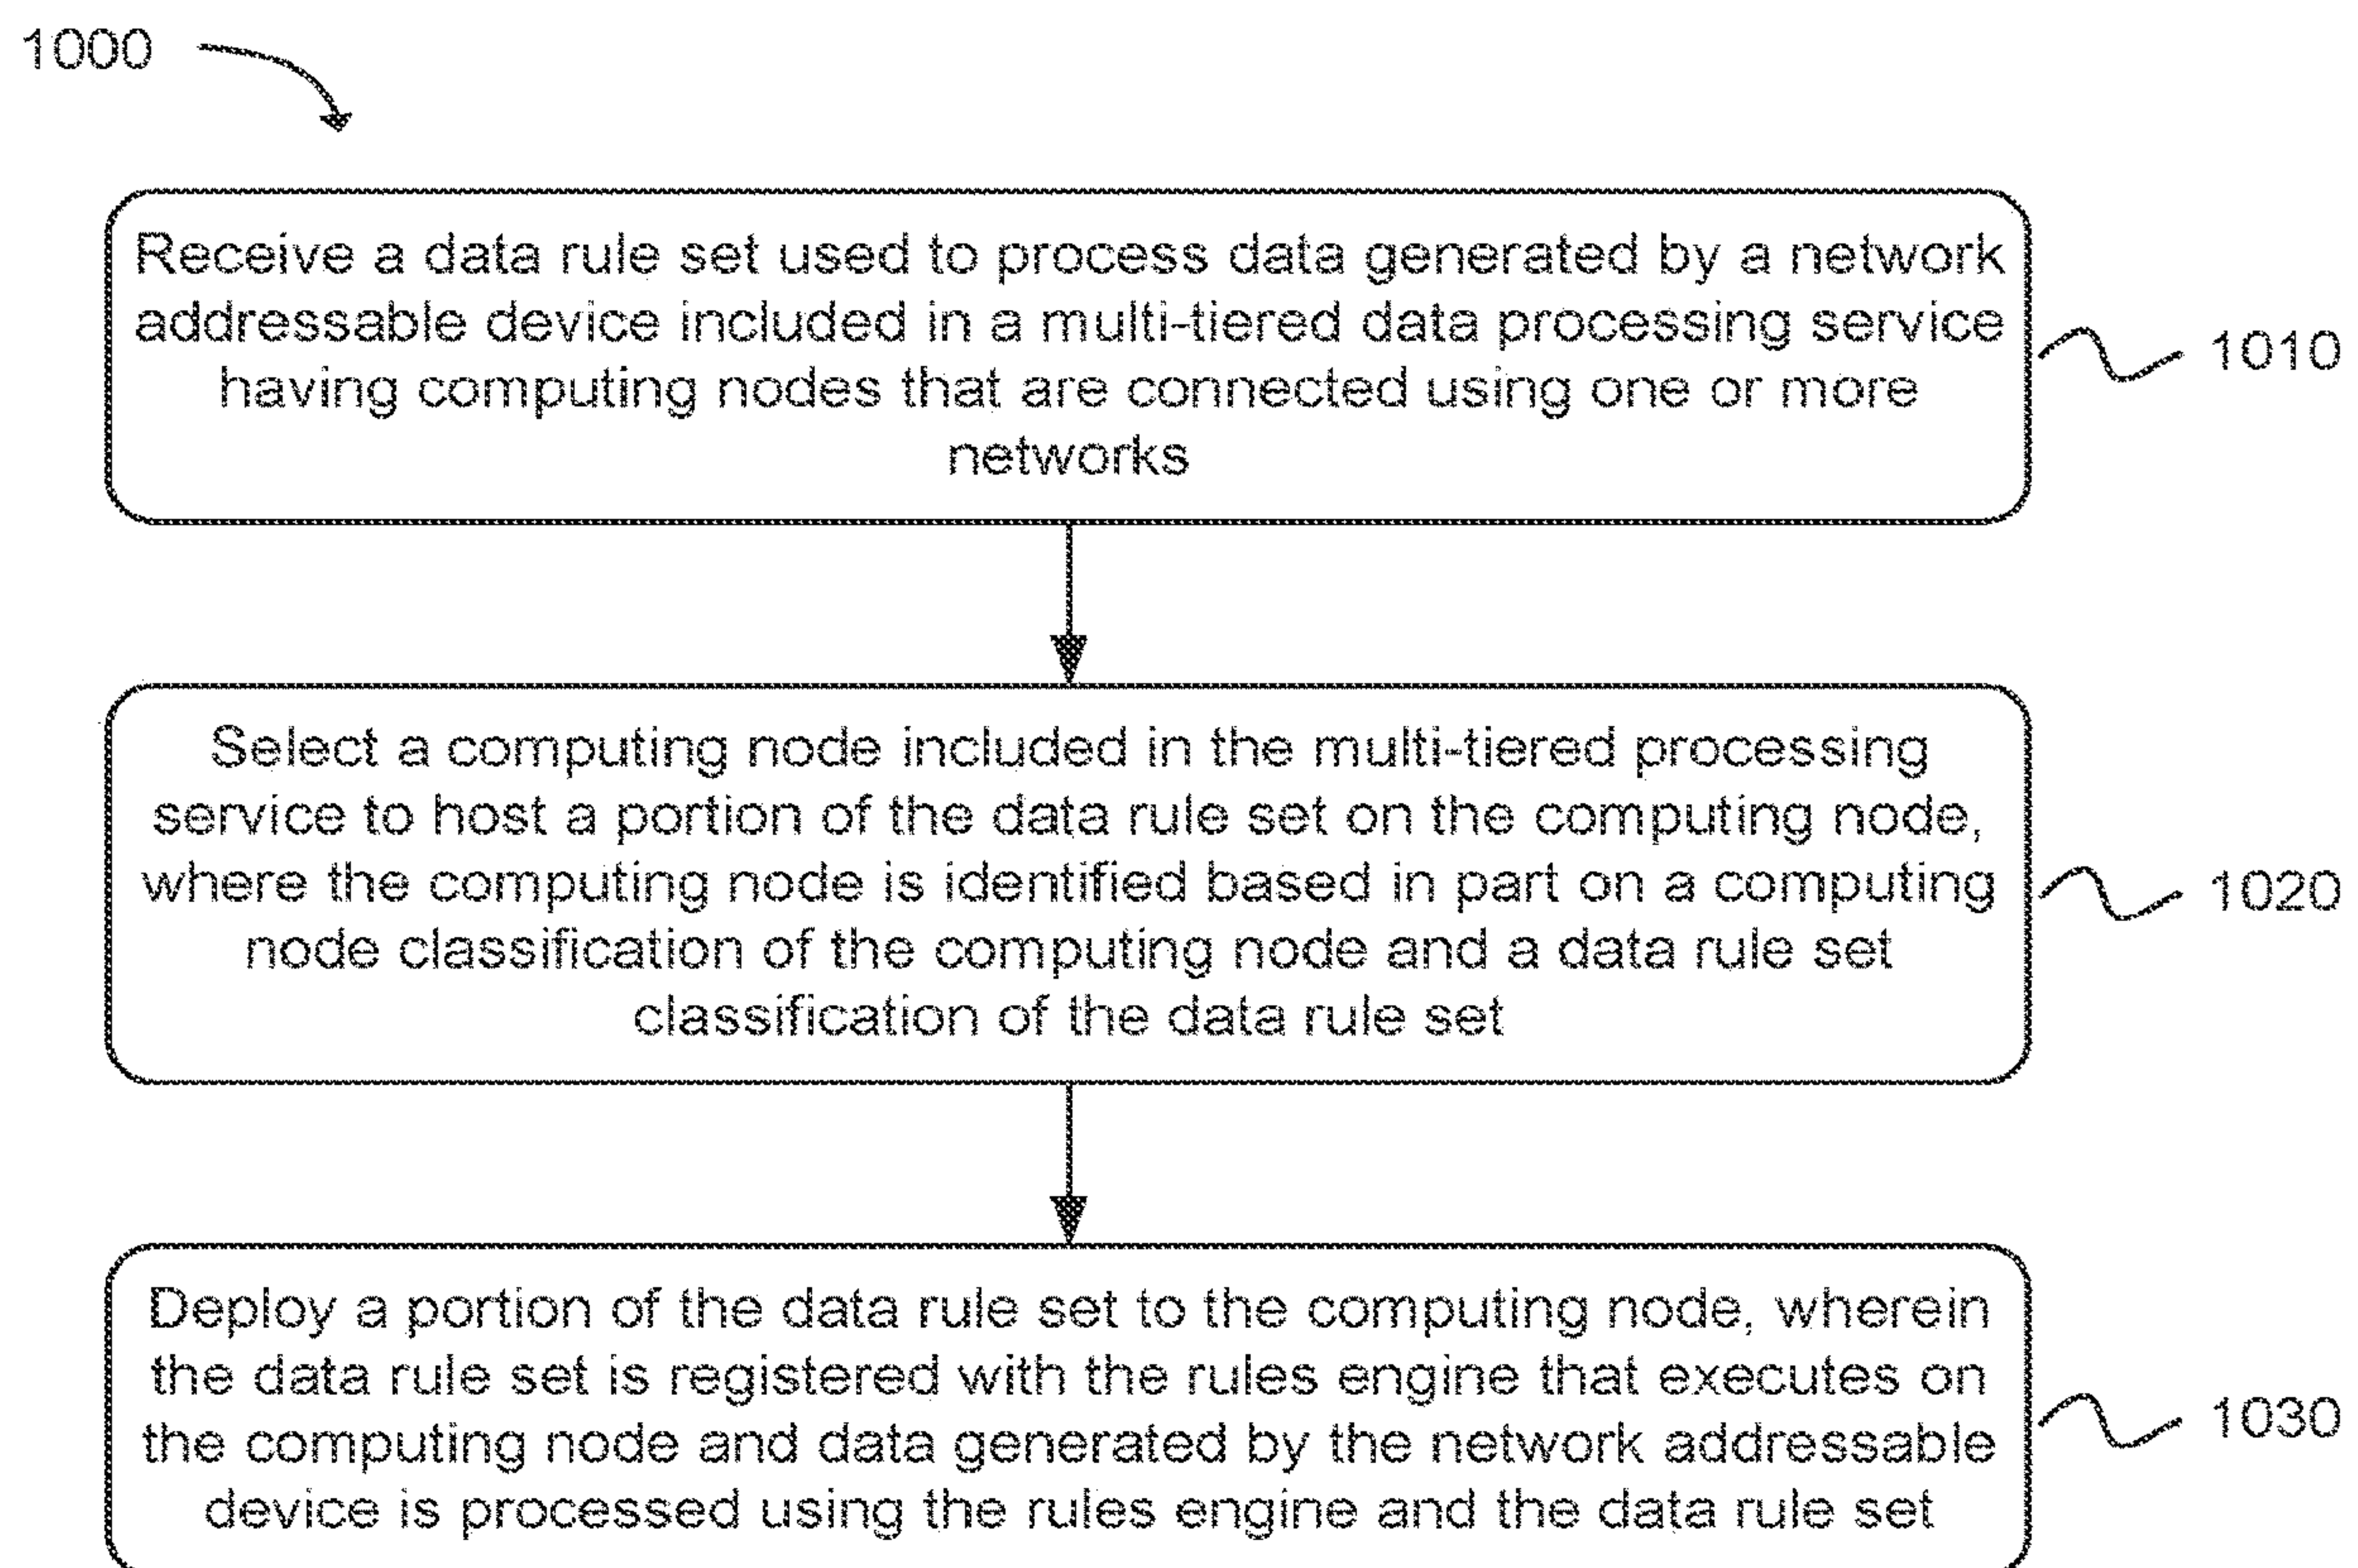 1000
Receive a data rule set used to process data generated by a network
addressable device included in a multi-tiered data processing service
having computing nodes that are connected using one or more
networks
1010
Select a computing node included in the multi-tiered processing
service to host a portion of the data rule set on the computing node,
where the computing node is identified based in part on a computing
node classification of the computing node and a data rule set
classification of the data rule set
1020
Deploy a portion of the data rule set to the computing node, wherein
the data rule set is registered with the rules engine that executes on
the computing node and data generated by the network addressable
device is processed using the rules engine and the data rule set
1030